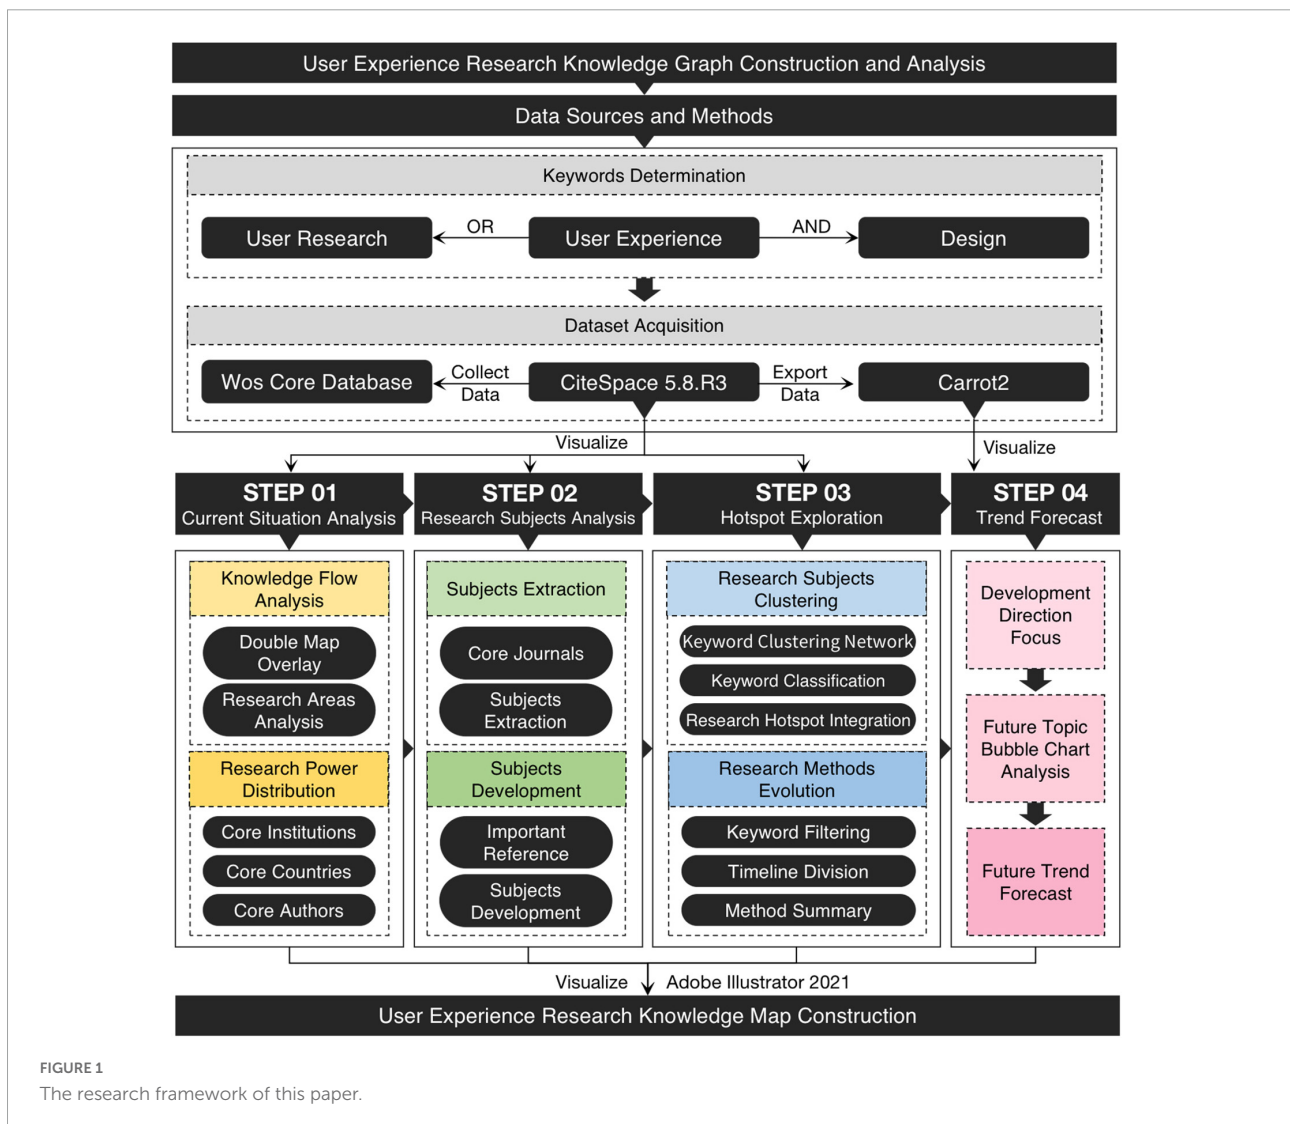 User Experience Research Knowledge Graph Construction and Analysis
Data Sources and Methods
Keywords Determination
User Research
OR
User Experience
AND
Design
Dataset Acquisition
Wos Core Database
Collect
Data
CiteSpace 5.8.R3
Export
Data
Carrot2
Visualize
Visualize
STEP 01
Current Situation Analysis
STEP 02
Research Subjects Analysis
STEP 03
Hotspot Exploration
STEP 04
Trend Forecast
Knowledge Flow
Analysis
Double Map
Overlay
Research Areas
Analysis
Research Power
Distribution
Core Institutions
Core Countries
Core Authors
Subjects Extraction
Core Journals
Subjects
Extraction
Subjects
Development
Important
Reference
Subjects
Development
Research Subjects
Clustering
Keyword Clustering Network
Keyword Classification
Research Hotspot Integration
Research Methods
Evolution
Keyword Filtering
Timeline Division
Method Summary
Development
Direction
Focus
Future Topic
Bubble Chart
Analysis
Future Trend
Forecast
Visualize
Adobe Illustrator 2021
User Experience Research Knowledge Map Construction
FIGURE 1
The research framework of this paper.